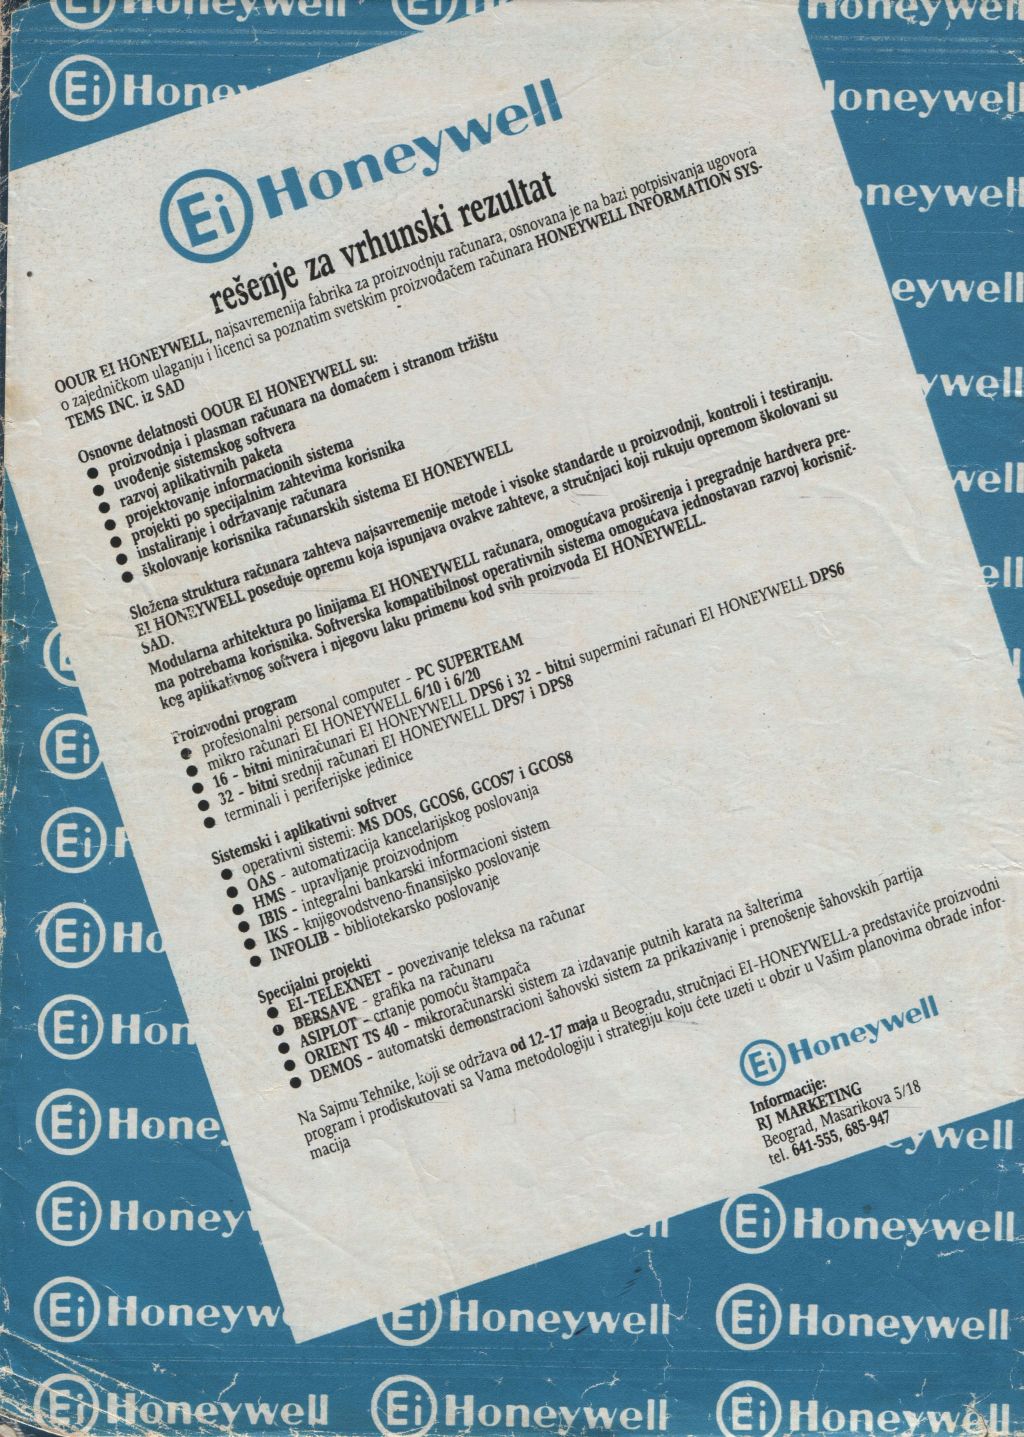 Honeywell
Ei Honeywell
Ei Honeywell
rešenje za vrhunski rezultat
OOUR EI HONEYWELL, najsavremenija fabrika za proizvodnju računara, osnovana je na bazi potpisivanja ugovora
o zajedničkom ulaganju i licenci sa poznatim svetskim proizvođačem računara HONEYWELL INFORMATION SYS-
TEMS INC. iz SAD
Osnovne delatnosti OOUR EI HONEYWELL su:
● proizvodnja i plasman računara na domaćem i stranom tržištu
● uvođenje sistemskog softvera
● razvoj aplikativnih paketa
● projektovanje informacionih sistema
● projekti po specijalnim zahtevima korisnika
● instaliranje i održavanje računara
● školovanje korisnika računarskih sistema EI HONEYWELL
Složena struktura računara zahteva najsavremenije metode i visoke standarde u proizvodnji, kontroli i testiranju.
EI HONEYWELL poseduje opremu koja ispunjava ovakve zahteve, a stručnjaci koji rukuju opremom školovani su
SAD.
Modularna arhitektura po linijama EI HONEYWELL računara, omogućava proširenja i pregradnje hardvera pre-
ma potrebama korisnika. Softverska kompatibilnost operativnih sistema omogućava jednostavan razvoj korisnič-
kog aplikativnog softvera i njegovu laku primenu kod svih proizvoda EI HONEYWELL.
Proizvodni program
● profesionalni personal computer - PC SUPERTEAM
● mikro računari EI HONEYWELL 6/10 i 6/20
● 16 - bitni miniračunari EI HONEYWELL DPS6 i 32 - bitni supermini računari EI HONEYWELL DPS6
● 32 - bitni srednji računari EI HONEYWELL DPS7 i DPS8
● terminali i periferijske jedinice
Sistemski i aplikativni softver
● operativni sistemi: MS DOS, GCOS6, GCOS7 i GCOS8
● OAS - automatizacija kancelarijskog poslovanja
● HMS - upravljanje proizvodnjom
● IBIS - integralni bankarski informacioni sistem
● IKS - knjigovodstveno-finansijsko poslovanje
● INFOLIB - bibliotekarsko poslovanje
Specijalni projekti
● EI-TELEXNET - povezivanje teleksa na računar
● BERSAVE - grafika na računaru
● ASIPLOT - crtanje pomoću štampača
● ORIENT TS 40 - mikroračunarski sistem za izdavanje putnih karata na šalterima
● DEMOS - automatski demonstracioni šahovski sistem za prikazivanje i prenošenje šahovskih partija
Na Sajmu Tehnike, koji se održava od 12-17 maja u Beogradu, stručnjaci EI-HONEYWELL-a predstaviće proizvodni
program i prodiskutovati sa Vama metodologiju i strategiju koju ćete uzeti u obzir u Vašim planovima obrade infor-
macija
Ei Honeywell
Informacije:
RJ MARKETING
Beograd, Masarikova 5/18
tel. 641-555, 685-947
Ei Honeywell
Ei Honeywell
Ei Honeywell Ei Honeywell Ei Honeywell
Ei Honeywell Ei Honeywell Ei Honeywell